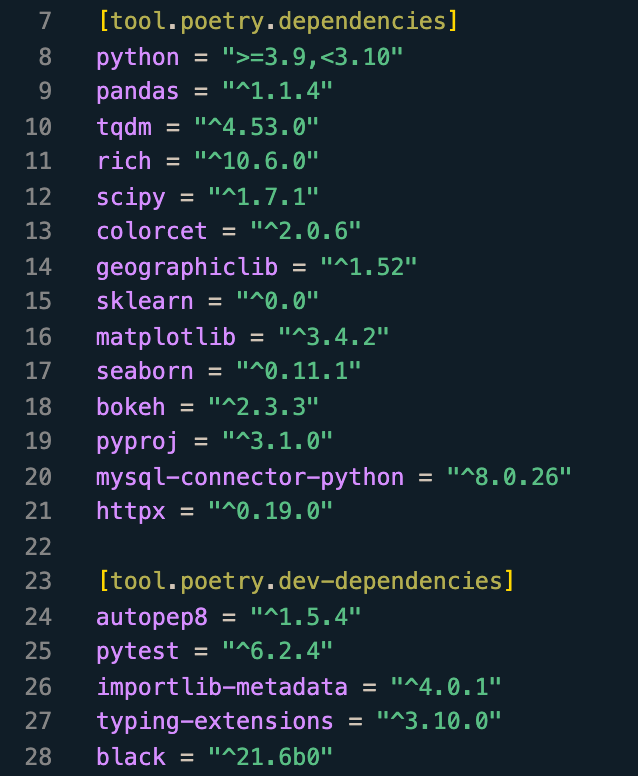 7 [tool.poetry.dependencies]
8 python = ">=3.9,<3.10"
9 pandas = "^1.1.4"
10 tqdm = "^4.53.0"
11 rich = "^10.6.0"
12 scipy = "^1.7.1"
13 colorcet = "^2.0.6"
14 geographiclib = "^1.52"
15 sklearn = "^0.0"
16 matplotlib = "^3.4.2"
17 seaborn = "^0.11.1"
18 bokeh = "^2.3.3"
19 pyproj = "^3.1.0"
20 mysql-connector-python = "^8.0.26"
21 httpx = "^0.19.0"
22
23 [tool.poetry.dev-dependencies]
24 autopep8 = "^1.5.4"
25 pytest = "^6.2.4"
26 importlib-metadata = "^4.0.1"
27 typing-extensions = "^3.10.0"
28 black = "^21.6b0"